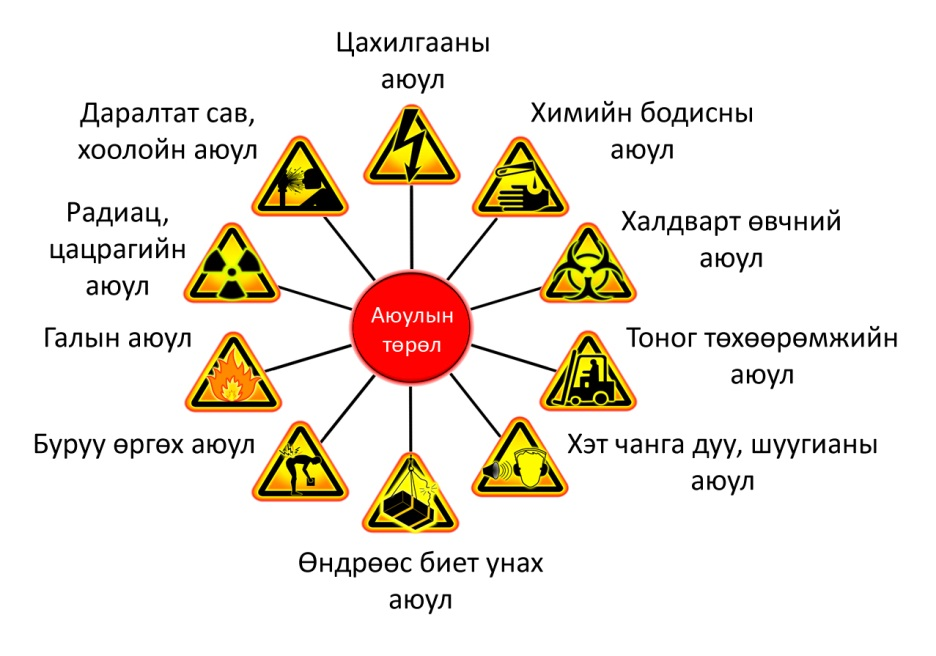 Цахилгааны
аюул
Даралтат сав,
хоолойн аюул
Химийн бодисны
аюул
Радиац,
цацрагийн
аюул
Халдварт өвчний
аюул
Аюулын
төрөл
Галын аюул
Тоног төхөөрөмжийн
аюул
Буруу өргөх аюул
Хэт чанга дуу, шуугианы
аюул
Өндрөөс биет унах
аюул